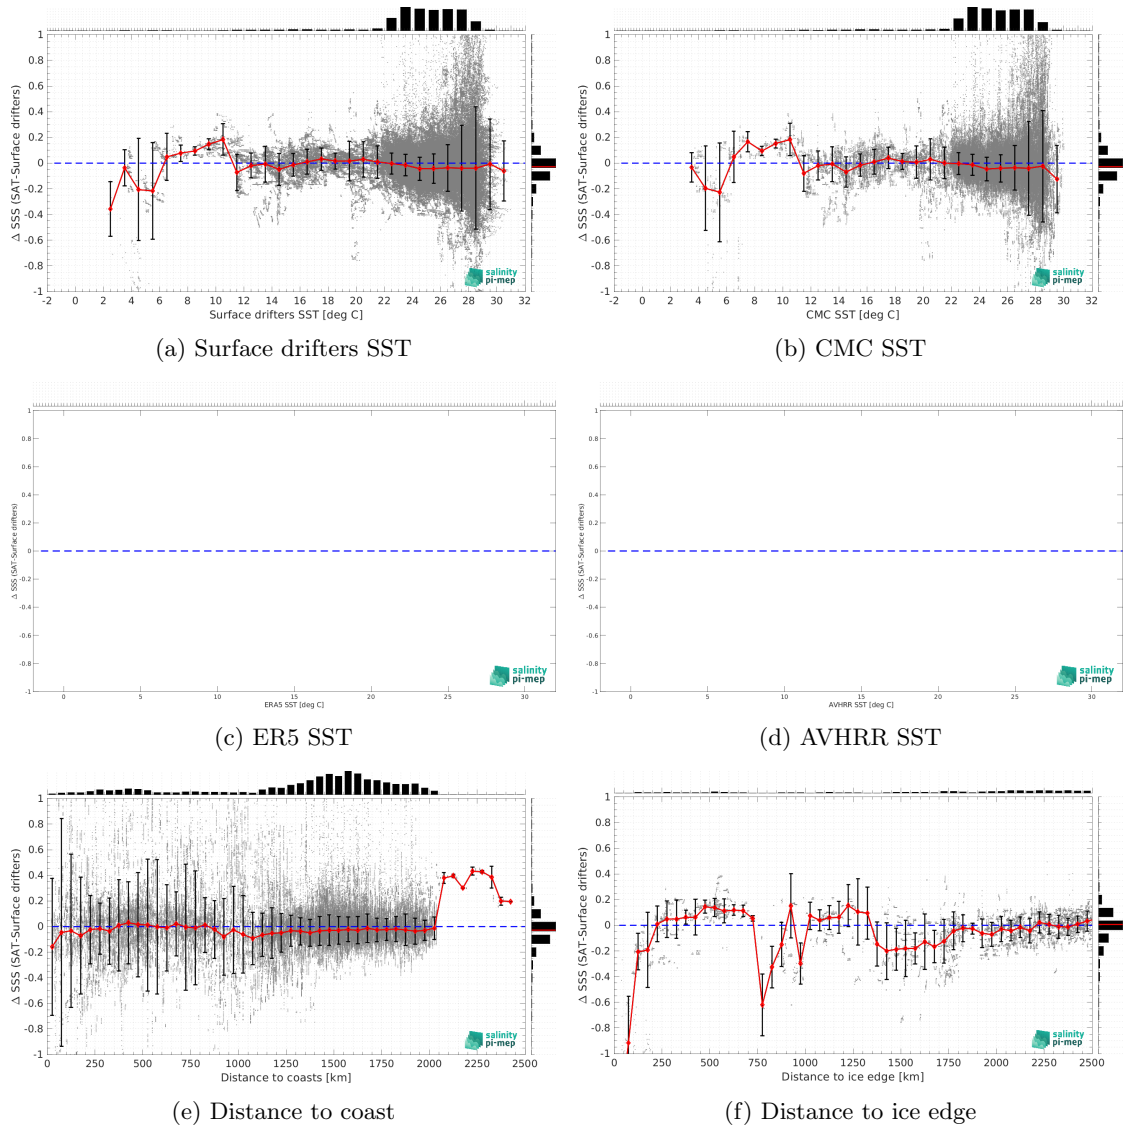 Δ SSS (SAT-Surface drifters)
1
0.8
0.6
0.4
0.2
0
-0.2
-0.4
-0.6
-0.8
-1
-2 0 2 4 6 8 10 12 14 16 18 20 22 24 26 28 30 32
Surface drifters SST [deg C]
salinity
pi-mep
(a) Surface drifters SST
Δ SSS (SAT-Surface drifters)
1
0.8
0.6
0.4
0.2
0
-0.2
-0.4
-0.6
-0.8
-1
-2 0 2 4 6 8 10 12 14 16 18 20 22 24 26 28 30 32
CMC SST [deg C]
salinity
pi-mep
(b) CMC SST
Δ SSS (SAT-Surface drifters)
1
0.8
0.6
0.4
0.2
0
-0.2
-0.4
-0.6
-0.8
-1
0 5 10 15 20 25 30
ERA5 SST [deg C]
salinity
pi-mep
(c) ER5 SST
Δ SSS (SAT-Surface drifters)
1
0.8
0.6
0.4
0.2
0
-0.2
-0.4
-0.6
-0.8
-1
0 5 10 15 20 25 30
AVHRR SST [deg C]
salinity
pi-mep
(d) AVHRR SST
Δ SSS (SAT-Surface drifters)
1
0.8
0.6
0.4
0.2
0
-0.2
-0.4
-0.6
-0.8
-1
0 250 500 750 1000 1250 1500 1750 2000 2250 2500
Distance to coasts [km]
salinity
pi-mep
(e) Distance to coast
Δ SSS (SAT-Surface drifters)
1
0.8
0.6
0.4
0.2
0
-0.2
-0.4
-0.6
-0.8
-1
0 250 500 750 1000 1250 1500 1750 2000 2250 2500
Distance to ice edge [km]
salinity
pi-mep
(f) Distance to ice edge